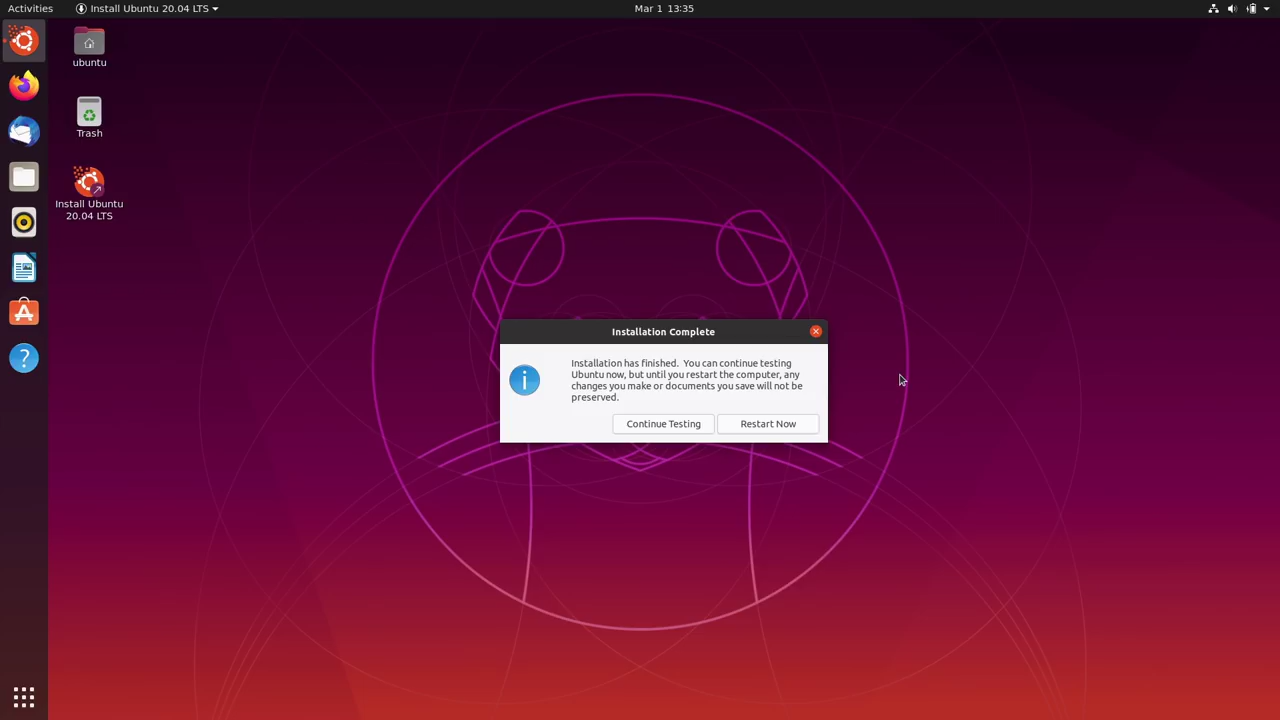 Activities
Install Ubuntu 20.04 LTS
Mar 1 13:35
ubuntu
Trash
Install Ubuntu
20.04 LTS
Installation Complete
Installation has finished.  You can continue testing
Ubuntu now, but until you restart the computer, any
changes you make or documents you save will not be
preserved.
Continue Testing
Restart Now